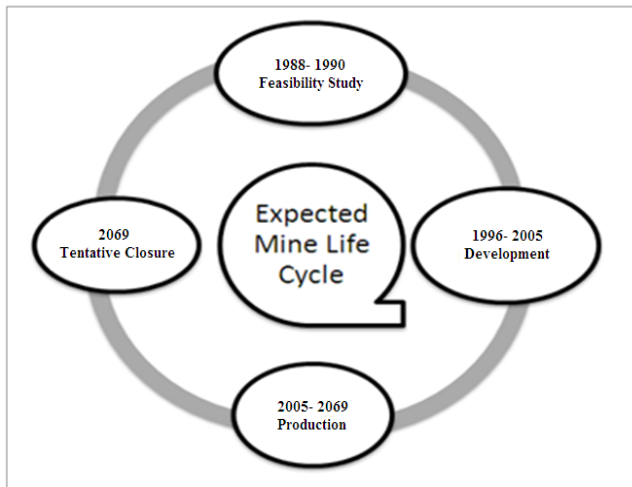 1988- 1990
Feasibility Study
Expected
Mine Life
Cycle
1996- 2005
Development
2005- 2069
Production
2069
Tentative Closure